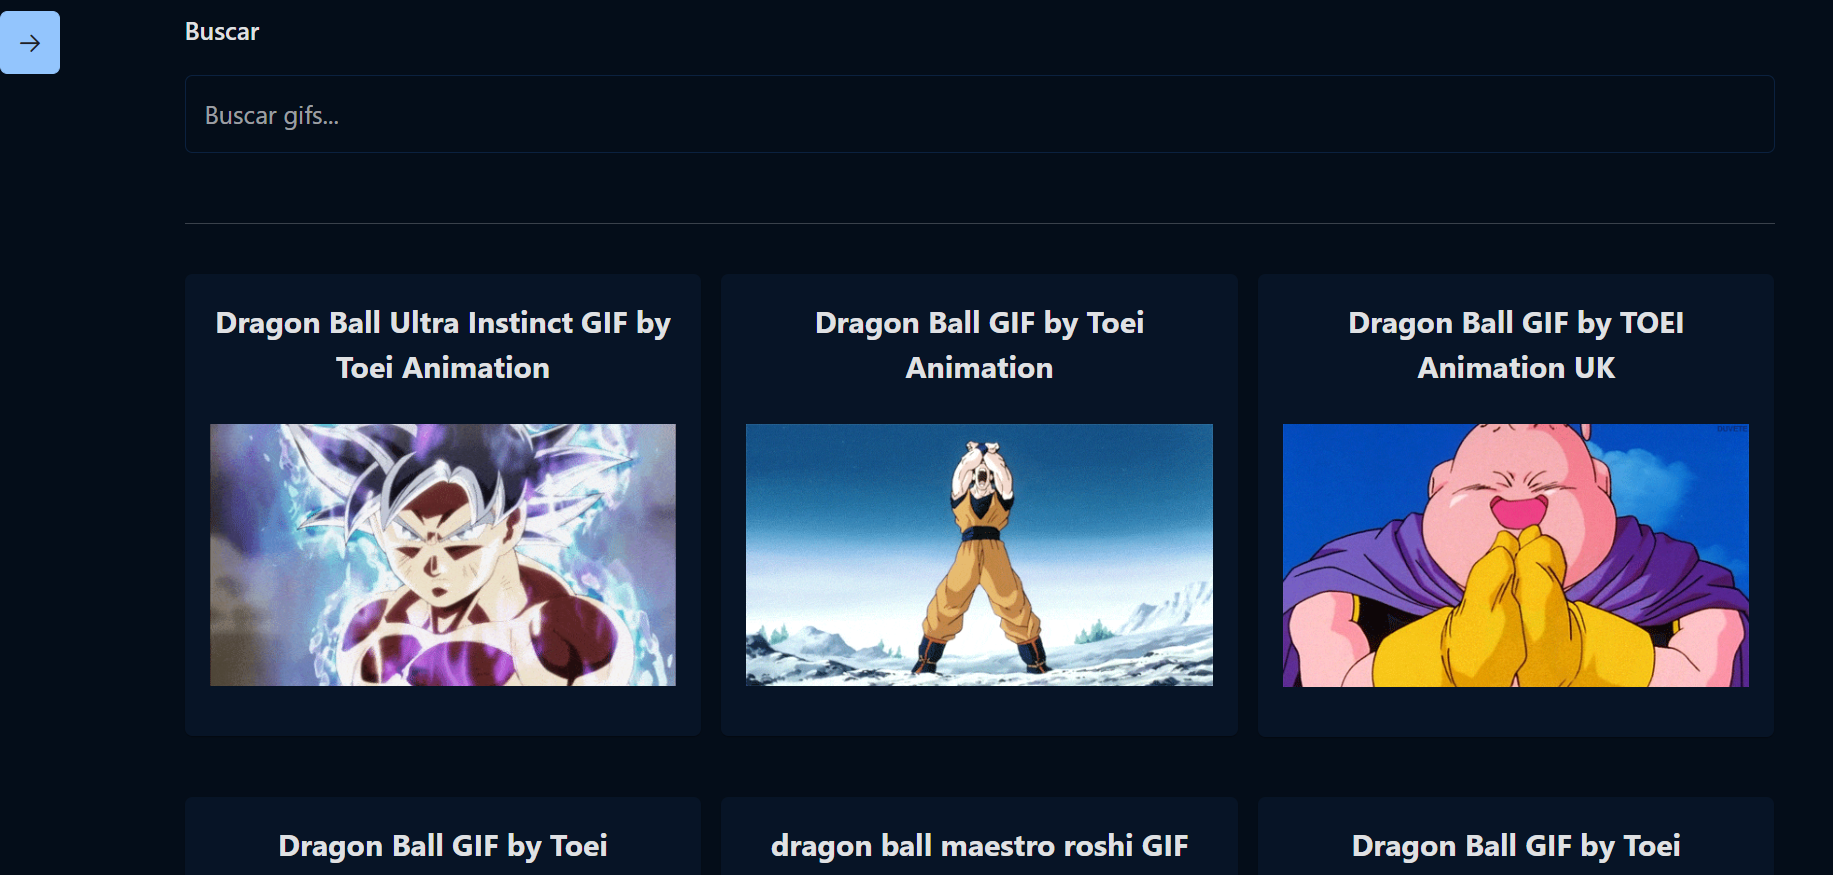 Buscar
Buscar gifs...
Dragon Ball Ultra Instinct GIF by
Toei Animation
Dragon Ball GIF by Toei
Animation
Dragon Ball GIF by TOEI
Animation UK
Dragon Ball GIF by Toei
dragon ball maestro roshi GIF
Dragon Ball GIF by Toei